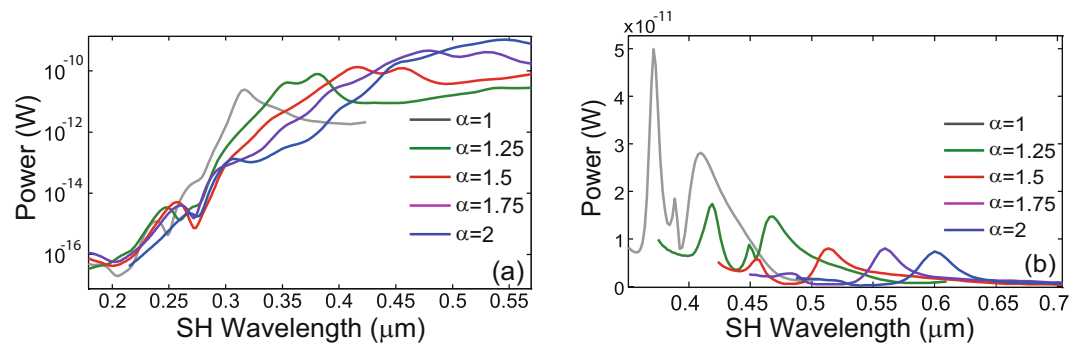 10⁻¹⁰
10⁻¹²
10⁻¹⁴
10⁻¹⁶
Power (W)
α=1
α=1.25
α=1.5
α=1.75
α=2
(a)
0.2 0.25 0.3 0.35 0.4 0.45 0.5 0.55
SH Wavelength (μm)
x10⁻¹¹
5
4
3
2
1
0
Power (W)
α=1
α=1.25
α=1.5
α=1.75
α=2
(b)
0.4 0.45 0.5 0.55 0.6 0.65 0.7
SH Wavelength (μm)